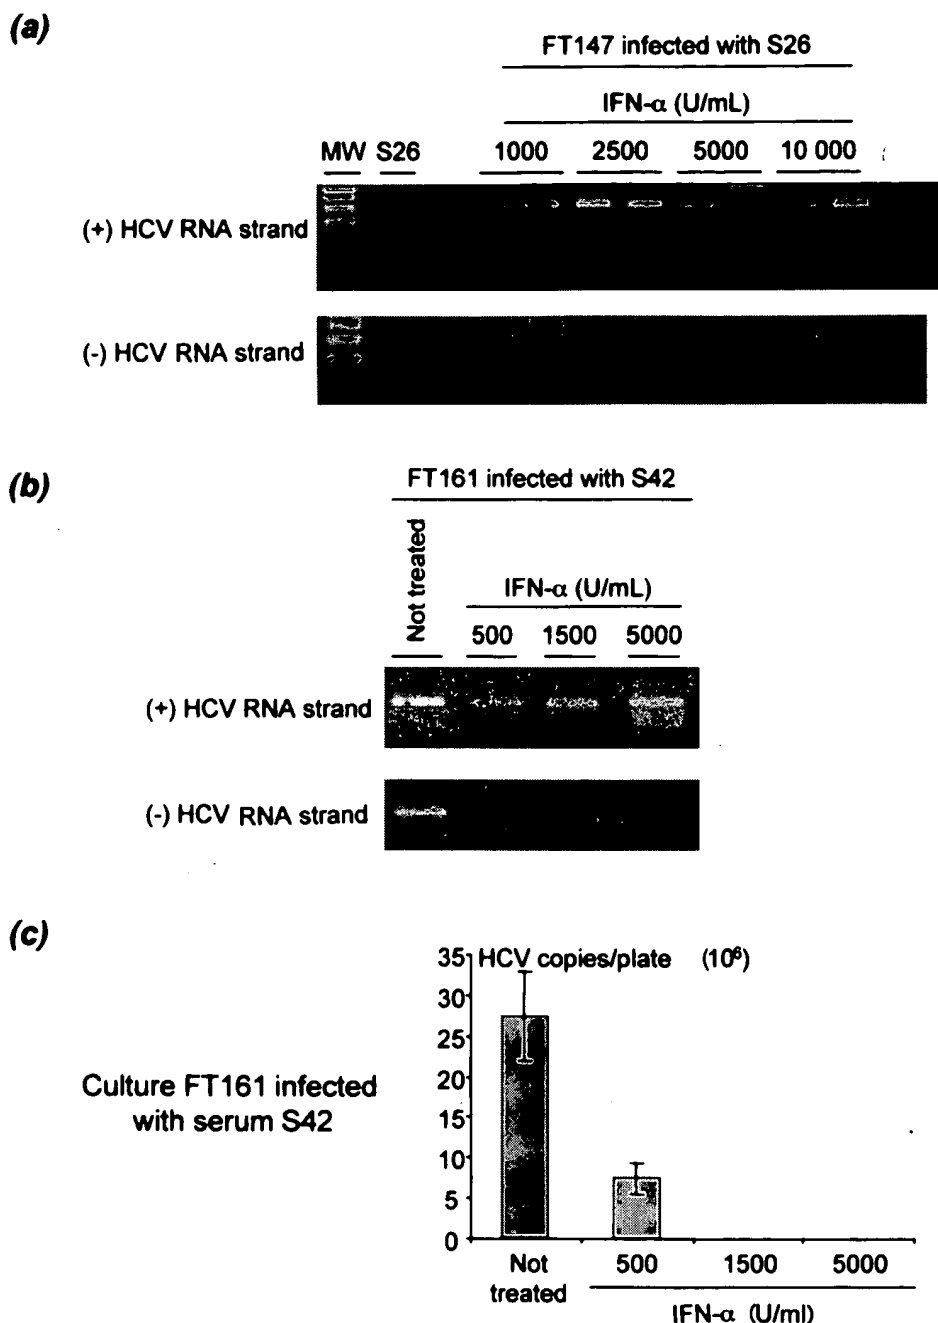 (a)
FT147 infected with S26
IFN-α (U/mL)
MW S26 1000 2500 5000 10 000
(+) HCV RNA strand
(-) HCV RNA strand
(b)
FT161 infected with S42
Not treated
IFN-α (U/mL)
500 1500 5000
(+) HCV RNA strand
(-) HCV RNA strand
(c)
HCV copies/plate (10⁶)
35
30
25
20
15
10
5
0
Culture FT161 infected
with serum S42
Not
treated
500 1500 5000
IFN-α (U/ml)